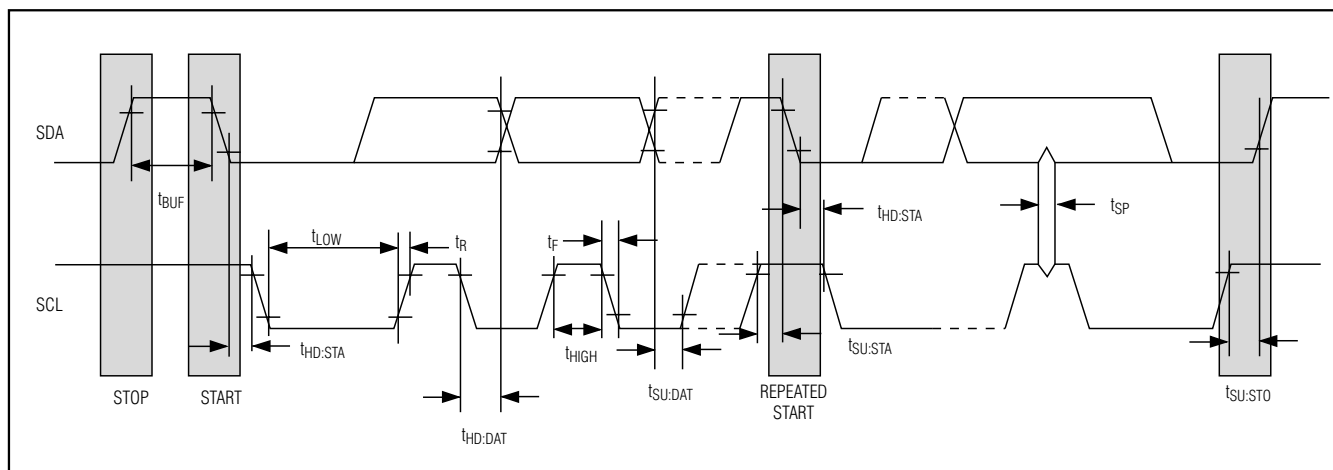 SDA
tBUF
tHD:STA
tSP
tLOW
tR
tF
SCL
tHD:STA
tHIGH
tSU:STA
tSU:DAT
STOP
START
REPEATED
START
tSU:STO
tHD:DAT